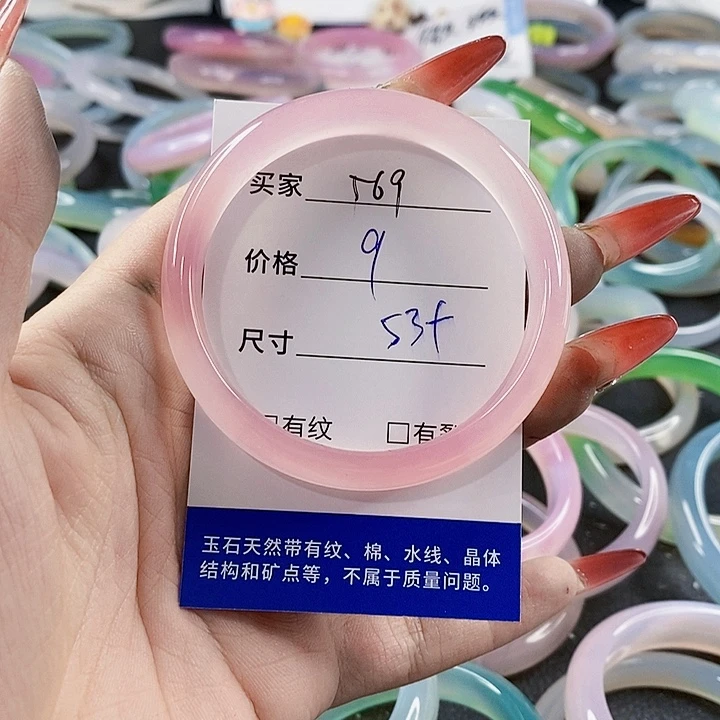 买家 569
价格 9
尺寸 53f
□有纹 □有裂
玉石天然带有纹、棉、水线、晶体
结构和矿点等，不属于质量问题。